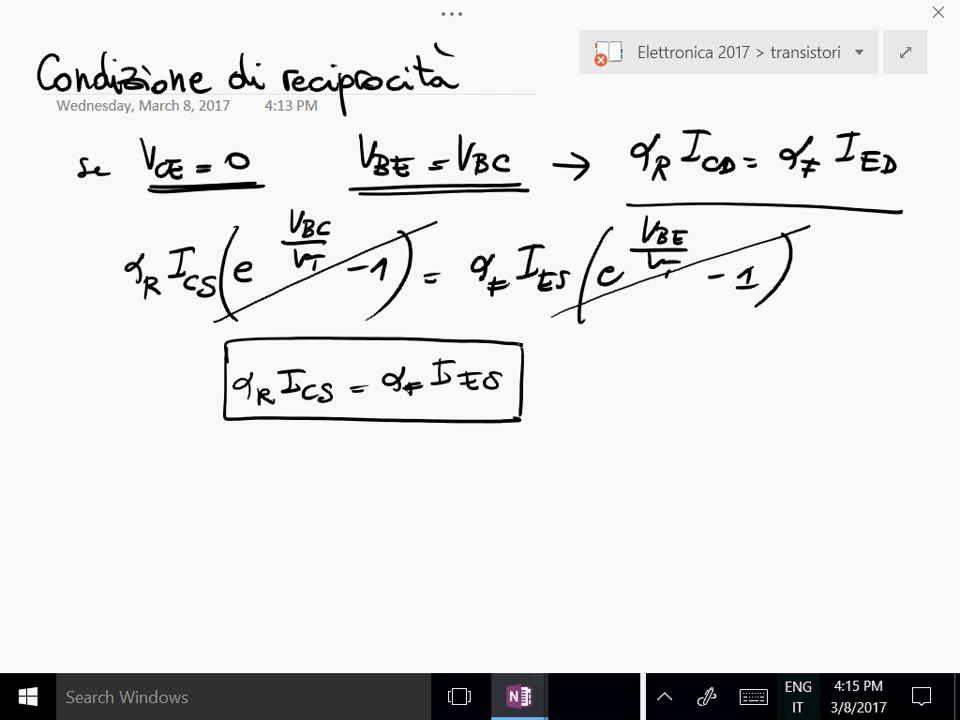 Elettronica 2017 > transistori
Condizione di reciprocità
Wednesday, March 8, 2017 4:13 PM
se V_CE = 0 V_BE = V_BC → α_R I_CD = α_F I_ED
α_R I_CS (e^(V_BC/V_T) - 1) = α_F I_ES (e^(V_BE/V_T) - 1)
α_R I_CS = α_F I_ES
Search Windows
N
ENG
IT
4:15 PM
3/8/2017